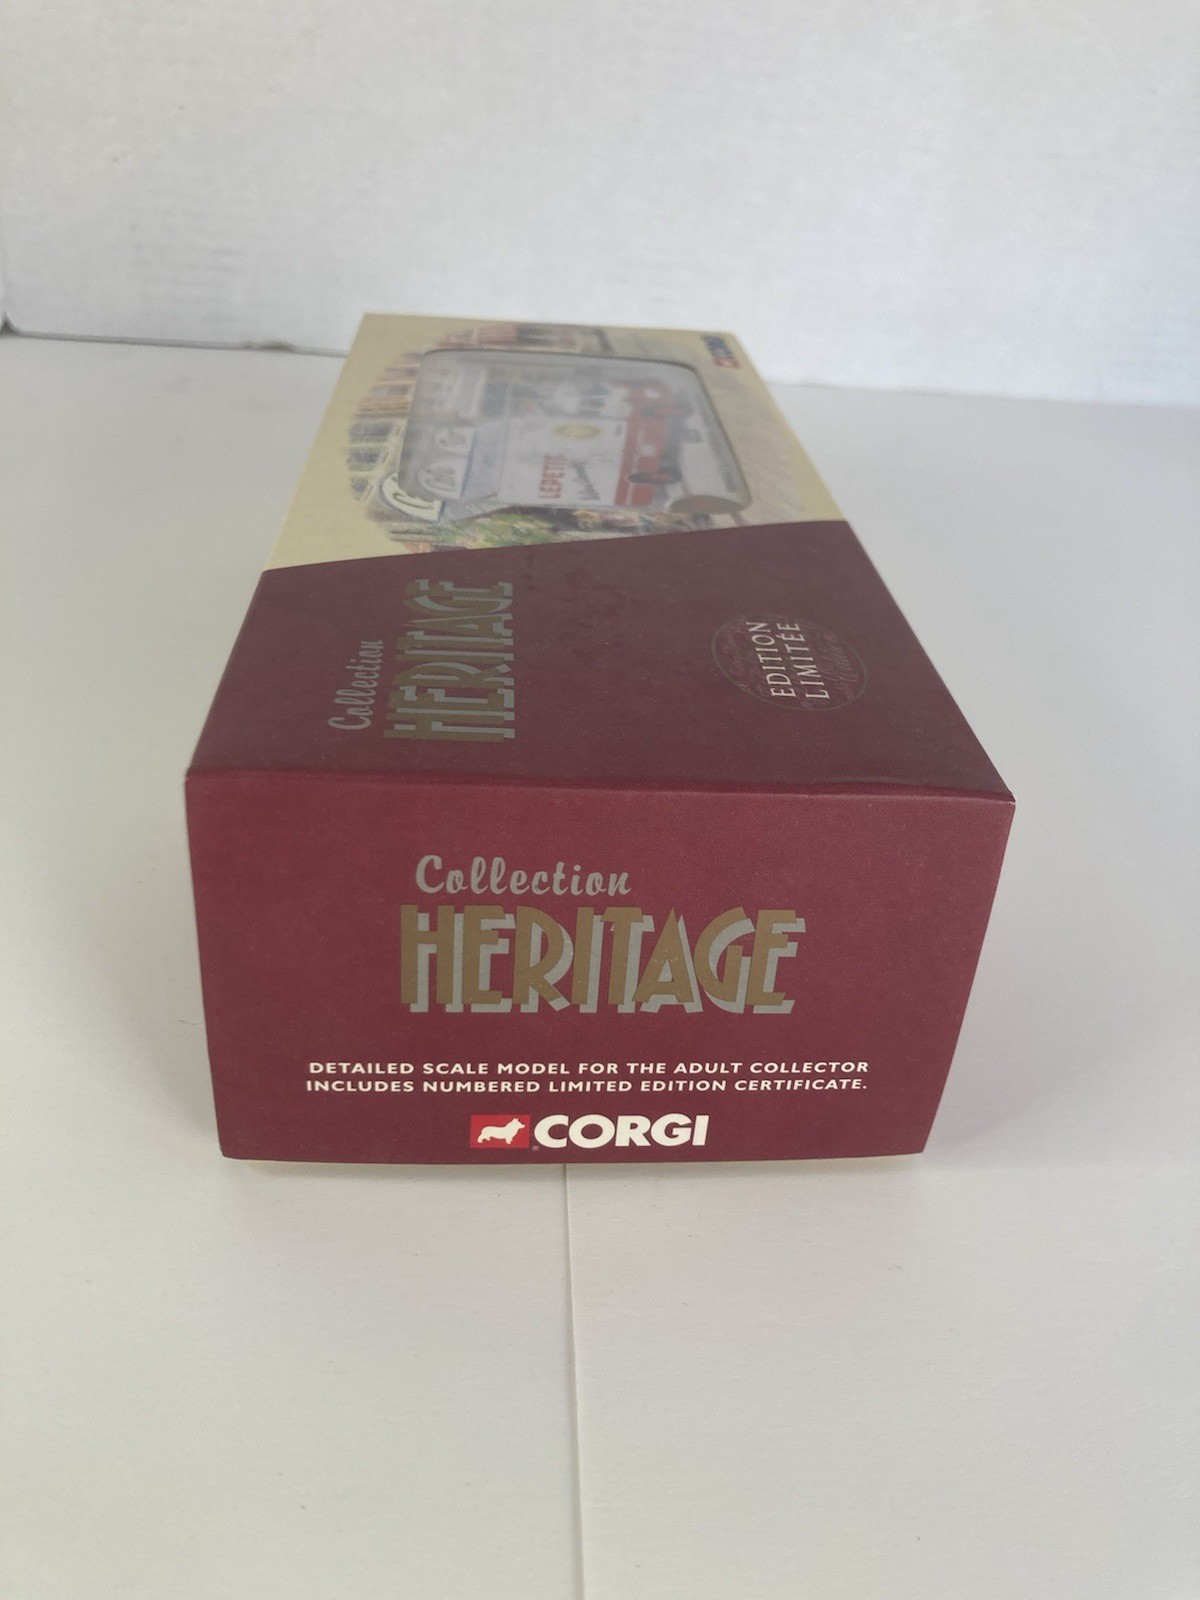 LEPETIT
Collection
HERITAGE
EDITION
LIMITÉE
Collection
HERITAGE
DETAILED SCALE MODEL FOR THE ADULT COLLECTOR
INCLUDES NUMBERED LIMITED EDITION CERTIFICATE.
CORGI